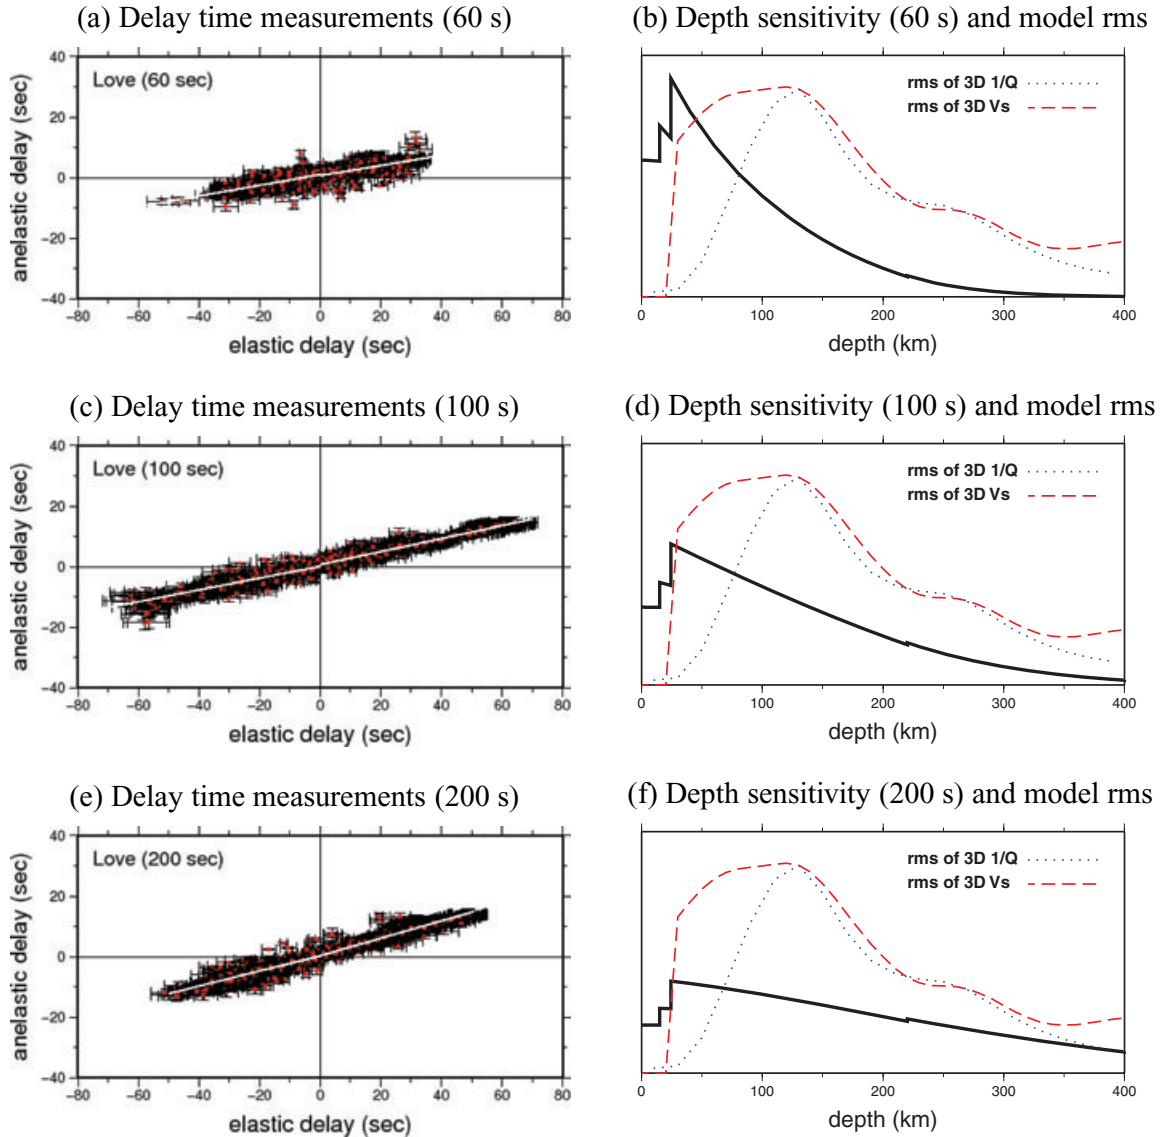 (a) Delay time measurements (60 s)
Love (60 sec)
40
20
0
−20
−40
anelastic delay (sec)
−80 −60 −40 −20 0 20 40 60 80
elastic delay (sec)
(b) Depth sensitivity (60 s) and model rms
rms of 3D 1/Q
rms of 3D Vs
0 100 200 300 400
depth (km)
(c) Delay time measurements (100 s)
Love (100 sec)
40
20
0
−20
−40
anelastic delay (sec)
−80 −60 −40 −20 0 20 40 60 80
elastic delay (sec)
(d) Depth sensitivity (100 s) and model rms
rms of 3D 1/Q
rms of 3D Vs
0 100 200 300 400
depth (km)
(e) Delay time measurements (200 s)
Love (200 sec)
40
20
0
−20
−40
anelastic delay (sec)
−80 −60 −40 −20 0 20 40 60 80
elastic delay (sec)
(f) Depth sensitivity (200 s) and model rms
rms of 3D 1/Q
rms of 3D Vs
0 100 200 300 400
depth (km)